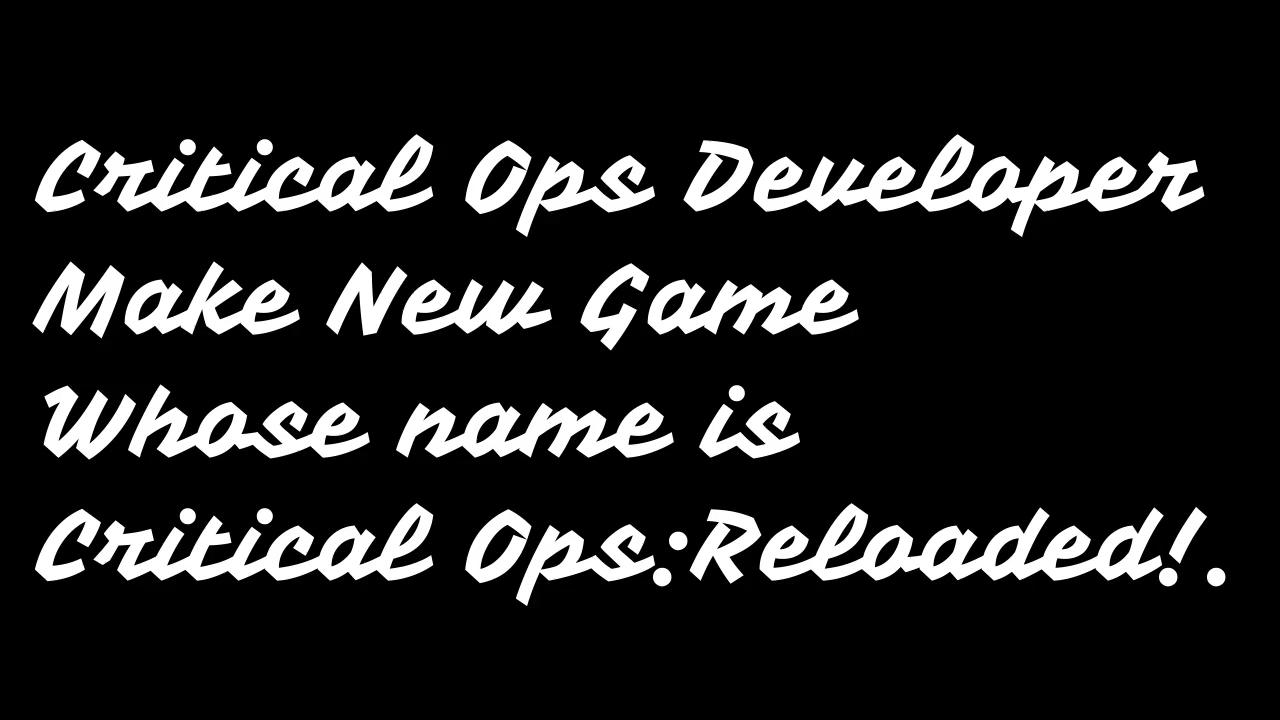 Critical Ops Developer
Make New Game
Whose name is
Critical Ops:Reloaded!.